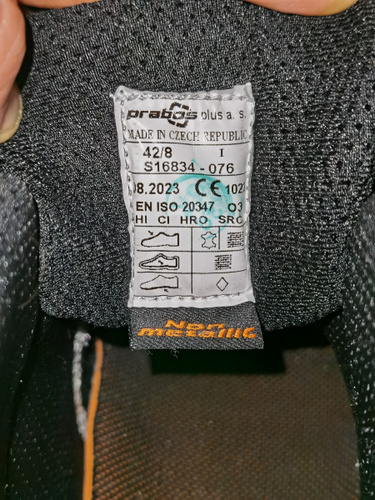 prabos plus a. s.
MADE IN CZECH REPUBLIC
42/8 I
S16834-076
08.2023 CE 102
EN ISO 20347 O3
HI CI HRO SRC
Non
metallic